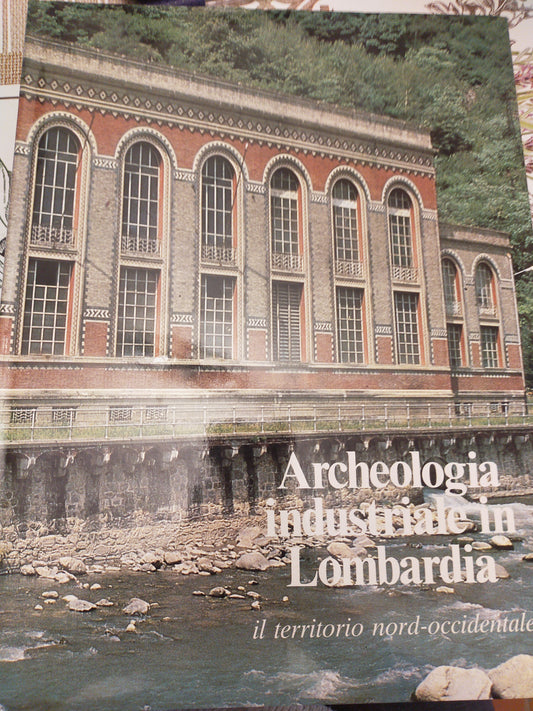 Archeologia
industriale in
Lombardia
il territorio nord-occidentale